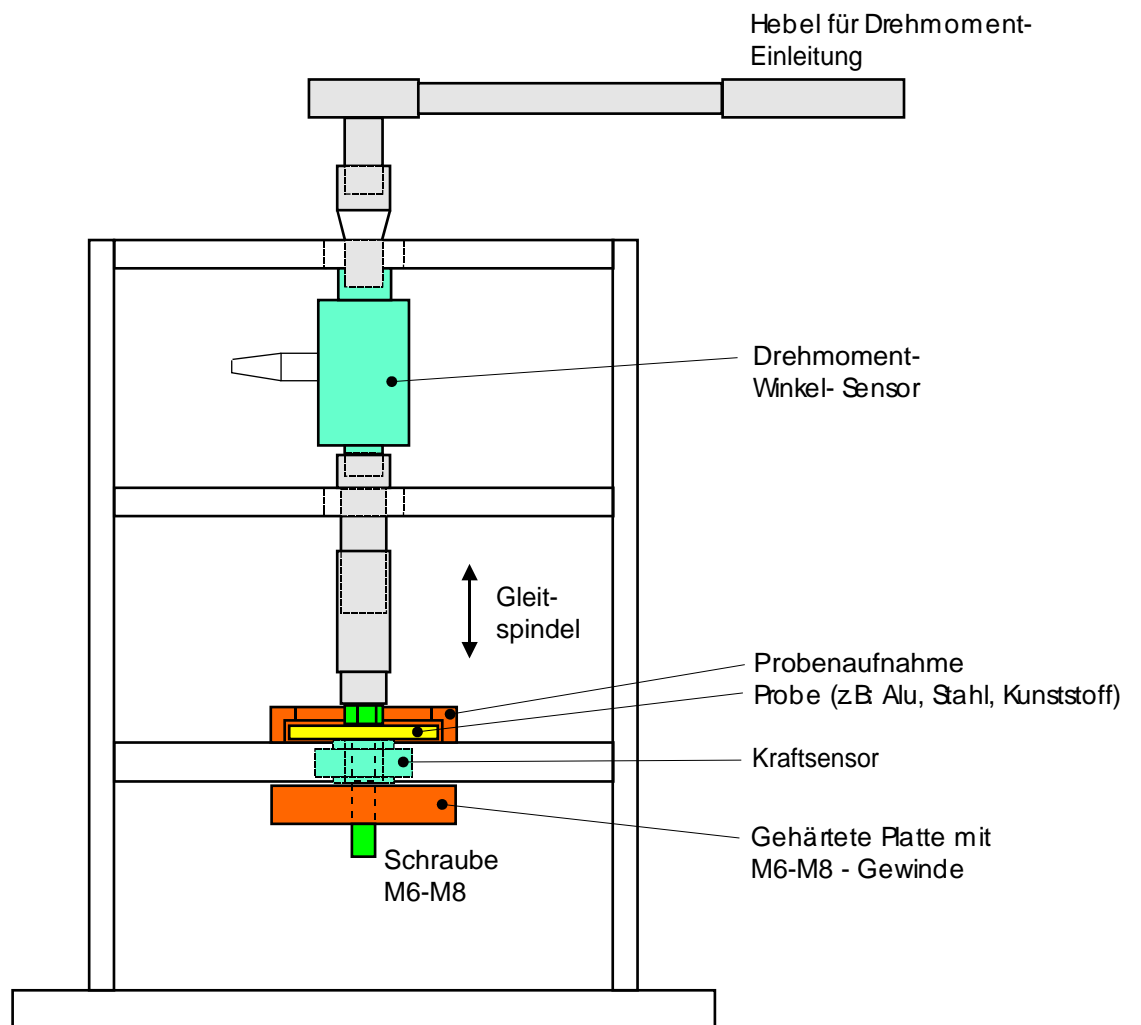 Hebel für Drehmoment-
Einleitung
Drehmoment-
Winkel- Sensor
Gleit-
spindel
Probenaufnahme
Probe (z.B: Alu, Stahl, Kunststoff)
Kraftsensor
Gehärtete Platte mit
M6-M8 - Gewinde
Schraube
M6-M8